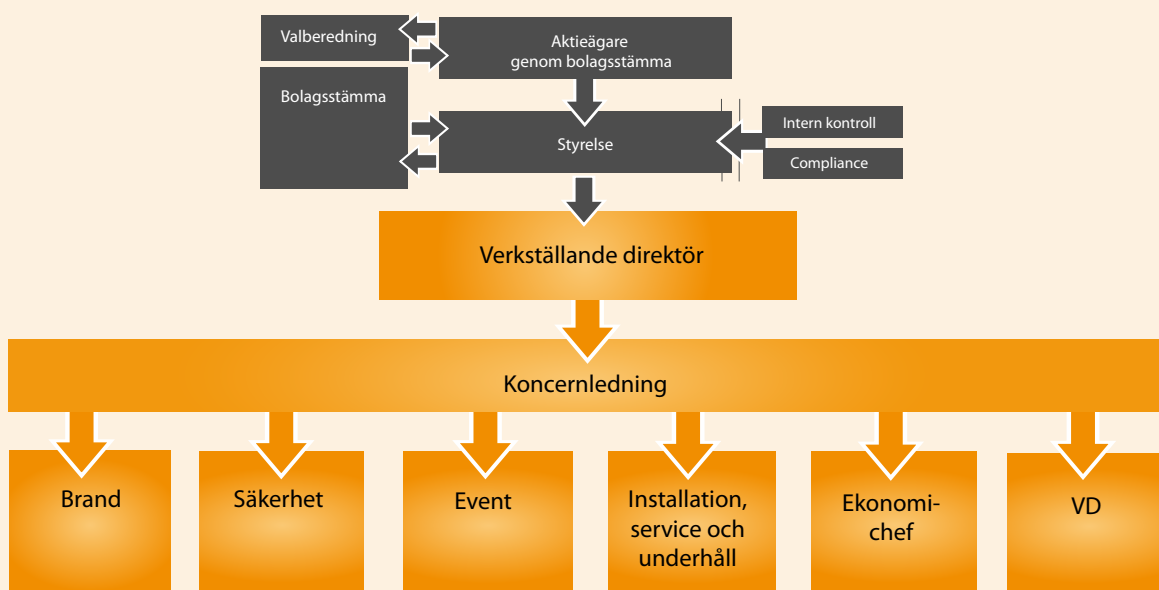 Valberedning
Aktieägare
genom bolagsstämma
Bolagsstämma
Styrelse
Intern kontroll
Compliance
Verkställande direktör
Koncernledning
Brand
Säkerhet
Event
Installation,
service och
underhåll
Ekonomi-
chef
VD